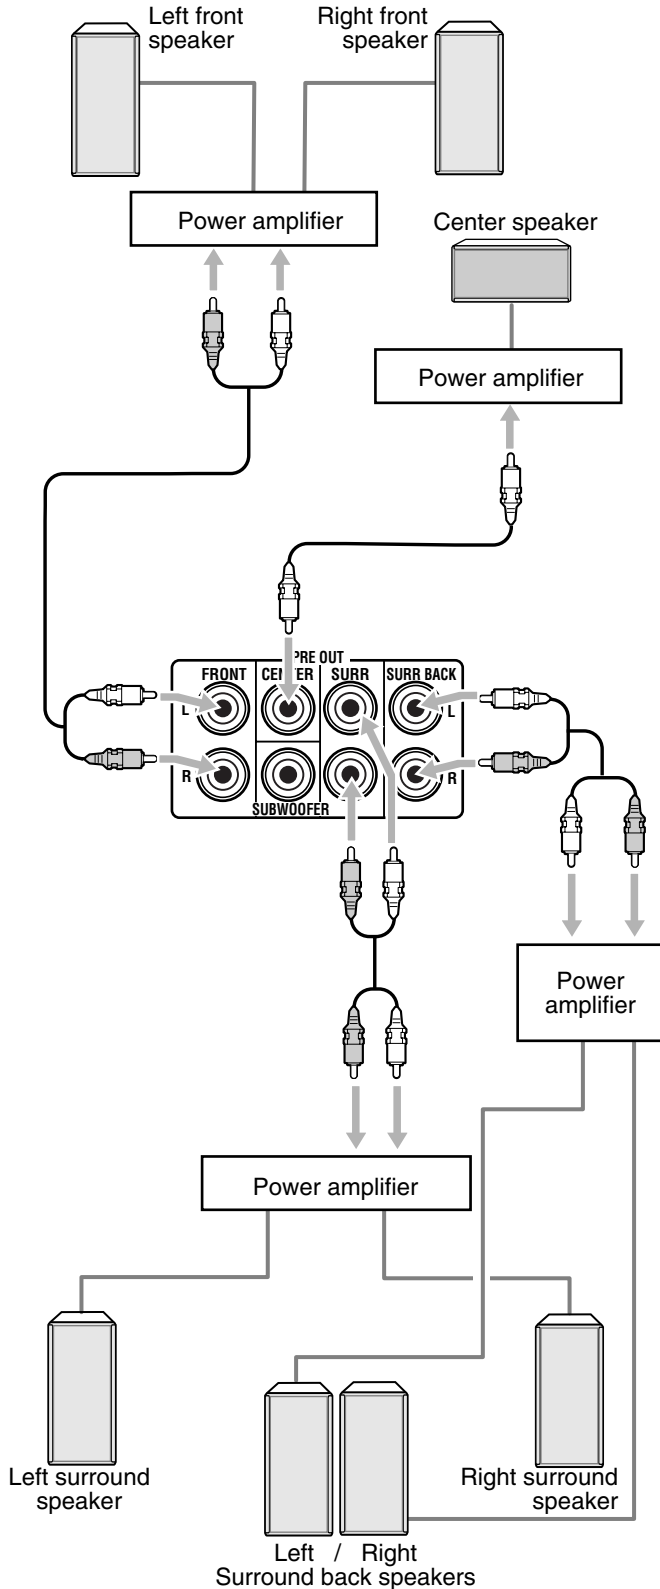 Left front
speaker
Right front
speaker
Power amplifier
Center speaker
Power amplifier
PRE OUT
FRONT CENTER SURR SURR BACK
L L
R R
SUBWOOFER
Power
amplifier
Power amplifier
Left surround
speaker
Right surround
speaker
Left / Right
Surround back speakers